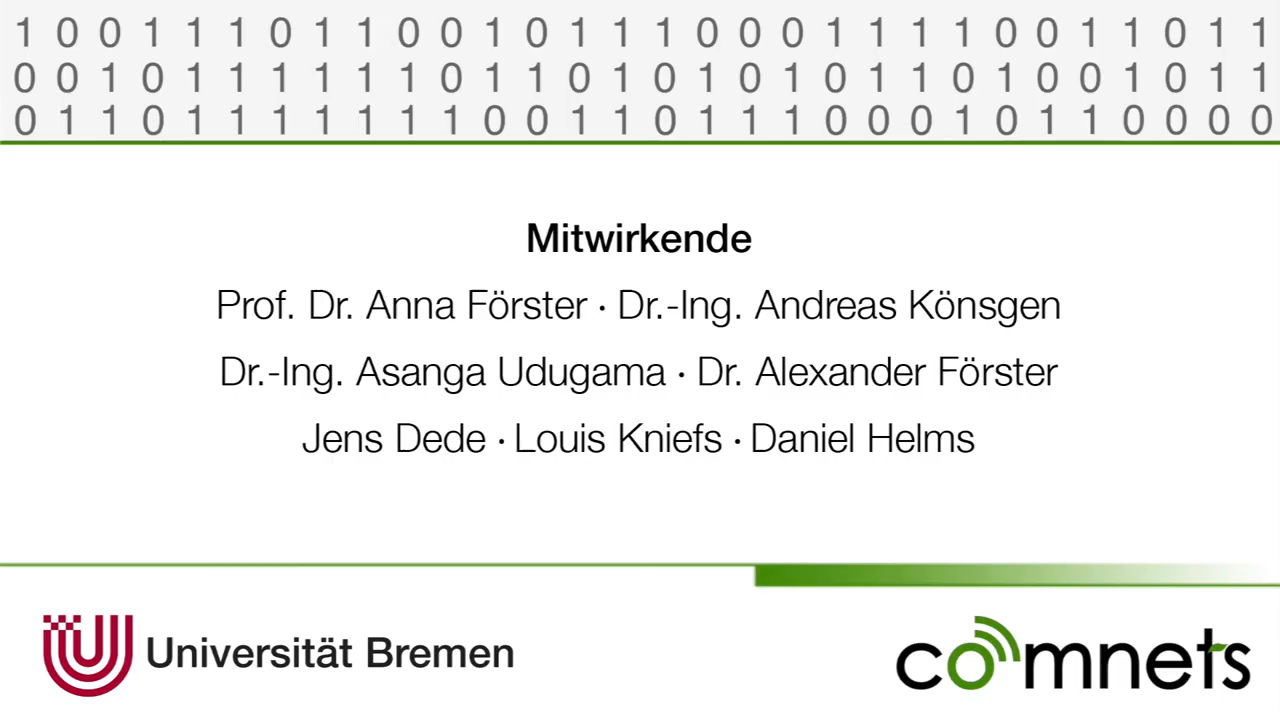 1 0 0 1 1 1 0 1 1 0 0 1 0 1 1 1 0 0 0 1 1 1 1 0 0 1 1 0 1 1
0 0 1 0 1 1 1 1 1 1 0 1 1 0 1 0 1 0 1 0 1 1 0 1 0 0 1 0 1 1
0 1 1 0 1 1 1 1 1 1 1 0 0 1 1 0 1 1 1 0 0 0 1 0 1 1 0 0 0 0
Mitwirkende
Prof. Dr. Anna Förster · Dr.-Ing. Andreas Könsgen
Dr.-Ing. Asanga Udugama · Dr. Alexander Förster
Jens Dede · Louis Kniefs · Daniel Helms
Universität Bremen
comnets